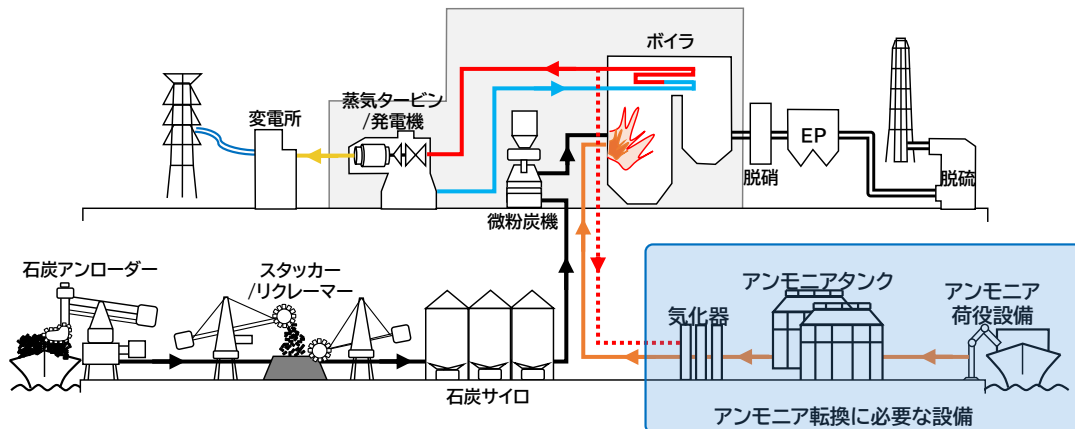 ボイラ
蒸気タービン
/発電機
変電所
EP
脱硝
脱硫
微粉炭機
石炭アンローダー
スタッカー
/リクレーマー
アンモニアタンク
アンモニア
荷役設備
気化器
石炭サイロ
アンモニア転換に必要な設備